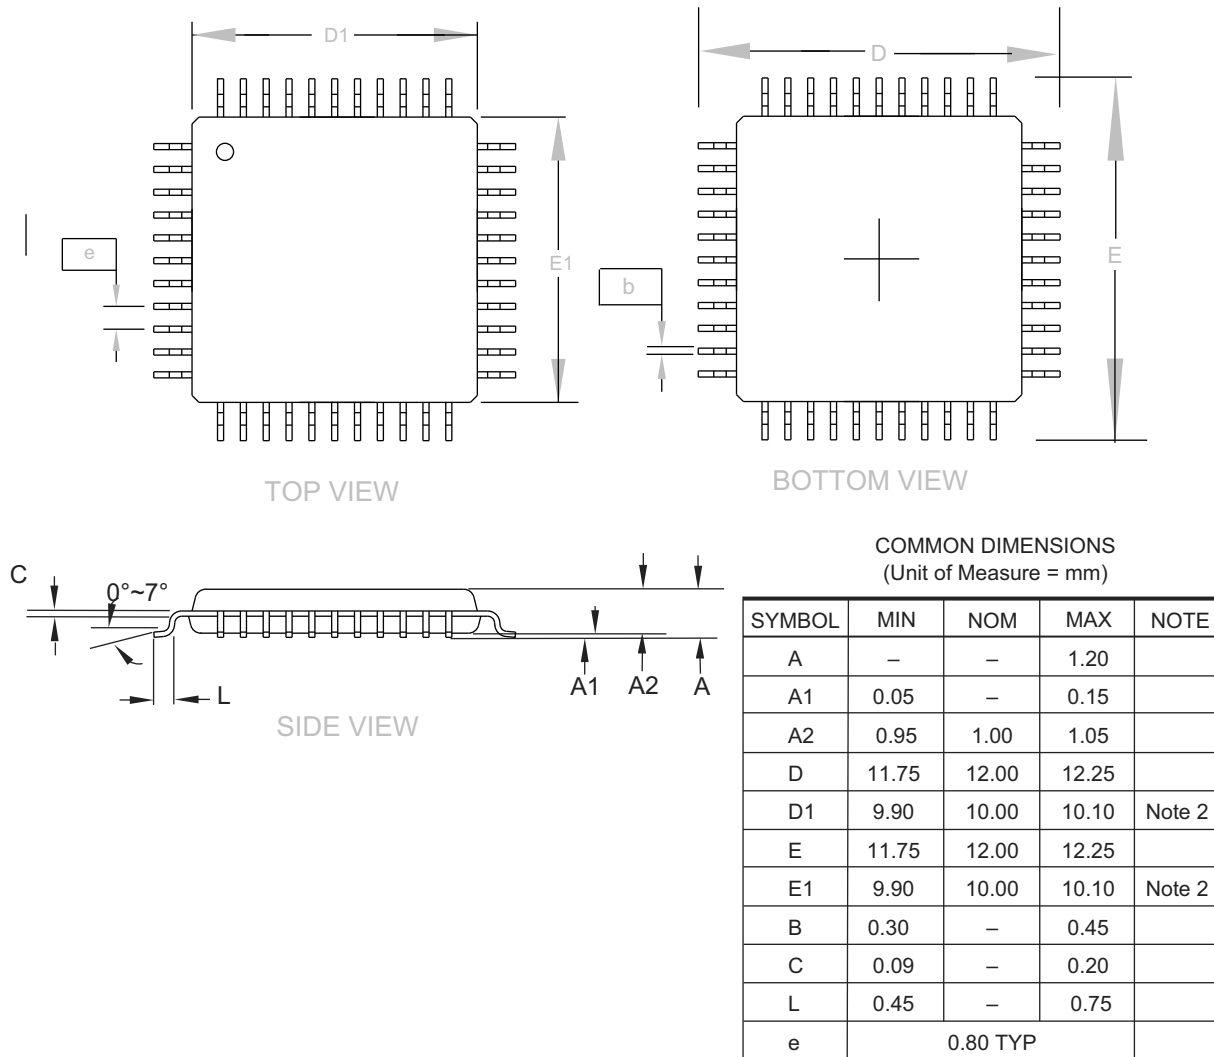 D1
D
e
E1
b
E
TOP VIEW
BOTTOM VIEW
C
0°~7°
L
A1
A2
A
SIDE VIEW
COMMON DIMENSIONS
(Unit of Measure = mm)
SYMBOL MIN NOM MAX NOTE
A – – 1.20
A1 0.05 – 0.15
A2 0.95 1.00 1.05
D 11.75 12.00 12.25
D1 9.90 10.00 10.10 Note 2
E 11.75 12.00 12.25
E1 9.90 10.00 10.10 Note 2
B 0.30 – 0.45
C 0.09 – 0.20
L 0.45 – 0.75
e 0.80 TYP